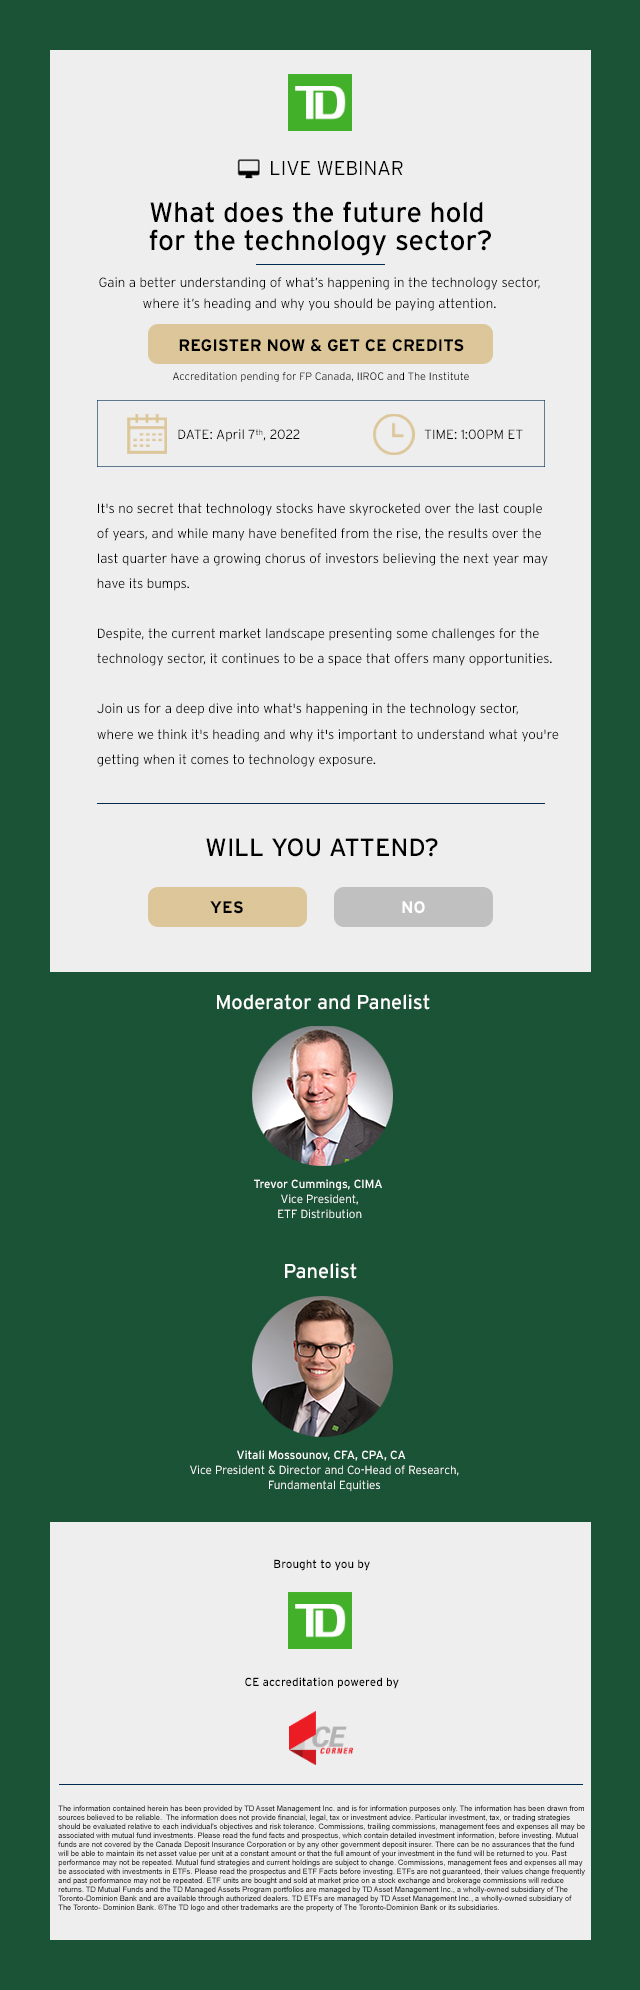 TD
LIVE WEBINAR
What does the future hold
for the technology sector?
Gain a better understanding of what's happening in the technology sector,
where it's heading and why you should be paying attention.
REGISTER NOW & GET CE CREDITS
Accreditation pending for FP Canada, IIROC and The Institute
DATE: April 7th, 2022 TIME: 1:00PM ET
It's no secret that technology stocks have skyrocketed over the last couple
of years, and while many have benefited from the rise, the results over the
last quarter have a growing chorus of investors believing the next year may
have its bumps.
Despite, the current market landscape presenting some challenges for the
technology sector, it continues to be a space that offers many opportunities.
Join us for a deep dive into what's happening in the technology sector,
where we think it's heading and why it's important to understand what you're
getting when it comes to technology exposure.
WILL YOU ATTEND?
YES NO
Moderator and Panelist
Trevor Cummings, CIMA
Vice President,
ETF Distribution
Panelist
Vitali Mossounov, CFA, CPA, CA
Vice President & Director and Co-Head of Research,
Fundamental Equities
Brought to you by
TD
CE accreditation powered by
CE
CORNER
The information contained herein has been provided by TD Asset Management Inc. and is for information purposes only. The information has been drawn from
sources believed to be reliable. The information does not provide financial, legal, tax or investment advice. Particular investment, tax, or trading strategies
should be evaluated relative to each individual's objectives and risk tolerance. Commissions, trailing commissions, management fees and expenses all may be
associated with mutual fund investments. Please read the fund facts and prospectus, which contain detailed investment information, before investing. Mutual
funds are not covered by the Canada Deposit Insurance Corporation or by any other government deposit insurer. There can be no assurances that the fund
will be able to maintain its net asset value per unit at a constant amount or that the full amount of your investment in the fund will be returned to you. Past
performance may not be repeated. Mutual fund strategies and current holdings are subject to change. Commissions, management fees and expenses all may
be associated with investments in ETFs. Please read the prospectus and ETF Facts before investing. ETFs are not guaranteed, their values change frequently
and past performance may not be repeated. ETF units are bought and sold at market price on a stock exchange and brokerage commissions will reduce
returns. TD Mutual Funds and the TD Managed Assets Program portfolios are managed by TD Asset Management Inc., a wholly-owned subsidiary of The
Toronto-Dominion Bank and are available through authorized dealers. TD ETFs are managed by TD Asset Management Inc., a wholly-owned subsidiary of
The Toronto- Dominion Bank. ®The TD logo and other trademarks are the property of The Toronto-Dominion Bank or its subsidiaries.